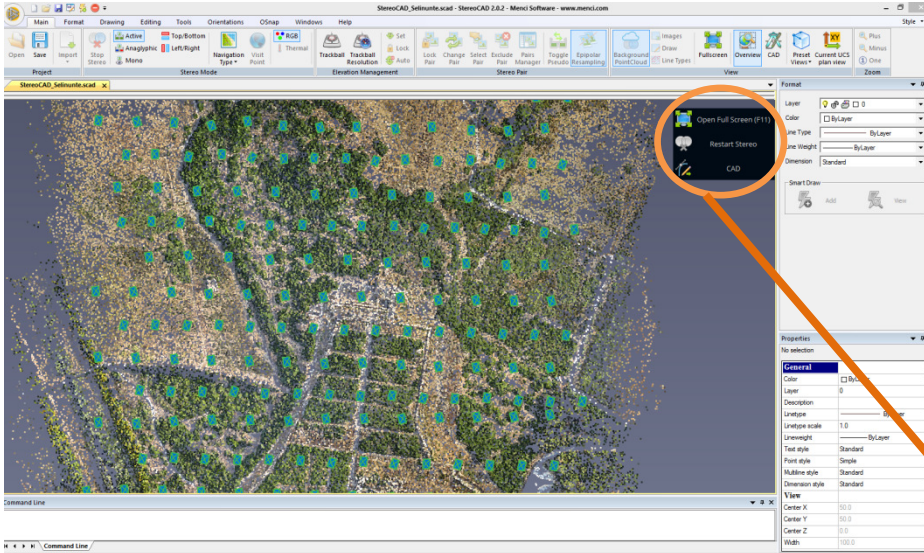 StereoCAD_Selinunte.scad - StereoCAD 2.0.2 - Menci Software - www.menci.com
Main Format Drawing Editing Tools Orientations OSnap Windows Help Style
Open Save Import
Project
Stop Stereo Active Anaglyphic Mono Top/Bottom Left/Right Navigation Type Visit Point RGB Thermal
Stereo Mode
Trackball Trackball Resolution Set Lock Auto
Elevation Management
Lock Pair Change Pair Select Pair Exclude Pair Pairs Manager Toggle Pseudo Epipolar Resampling
Stereo Pair
Background PointCloud Images Draw Line Types Fullscreen Overview CAD Preset Views Current UCS plan view
View
Plus Minus One
Zoom
StereoCAD_Selinunte.scad x
Open Full Screen (F11)
Restart Stereo
CAD
Format
Layer 0
Color ByLayer
Line Type ByLayer
Line Weight ByLayer
Dimension Standard
Smart Draw
Add View
Properties
No selection
General
Color
Layer 0
Description
Linetype
Linetype scale 1.0
Lineweight ByLayer
Text style Standard
Point style Simple
Multiline style Standard
Dimension style Standard
View
Center X 50.0
Center Y 50.0
Center Z 0.0
Width 100.0
Command Line
Command Line